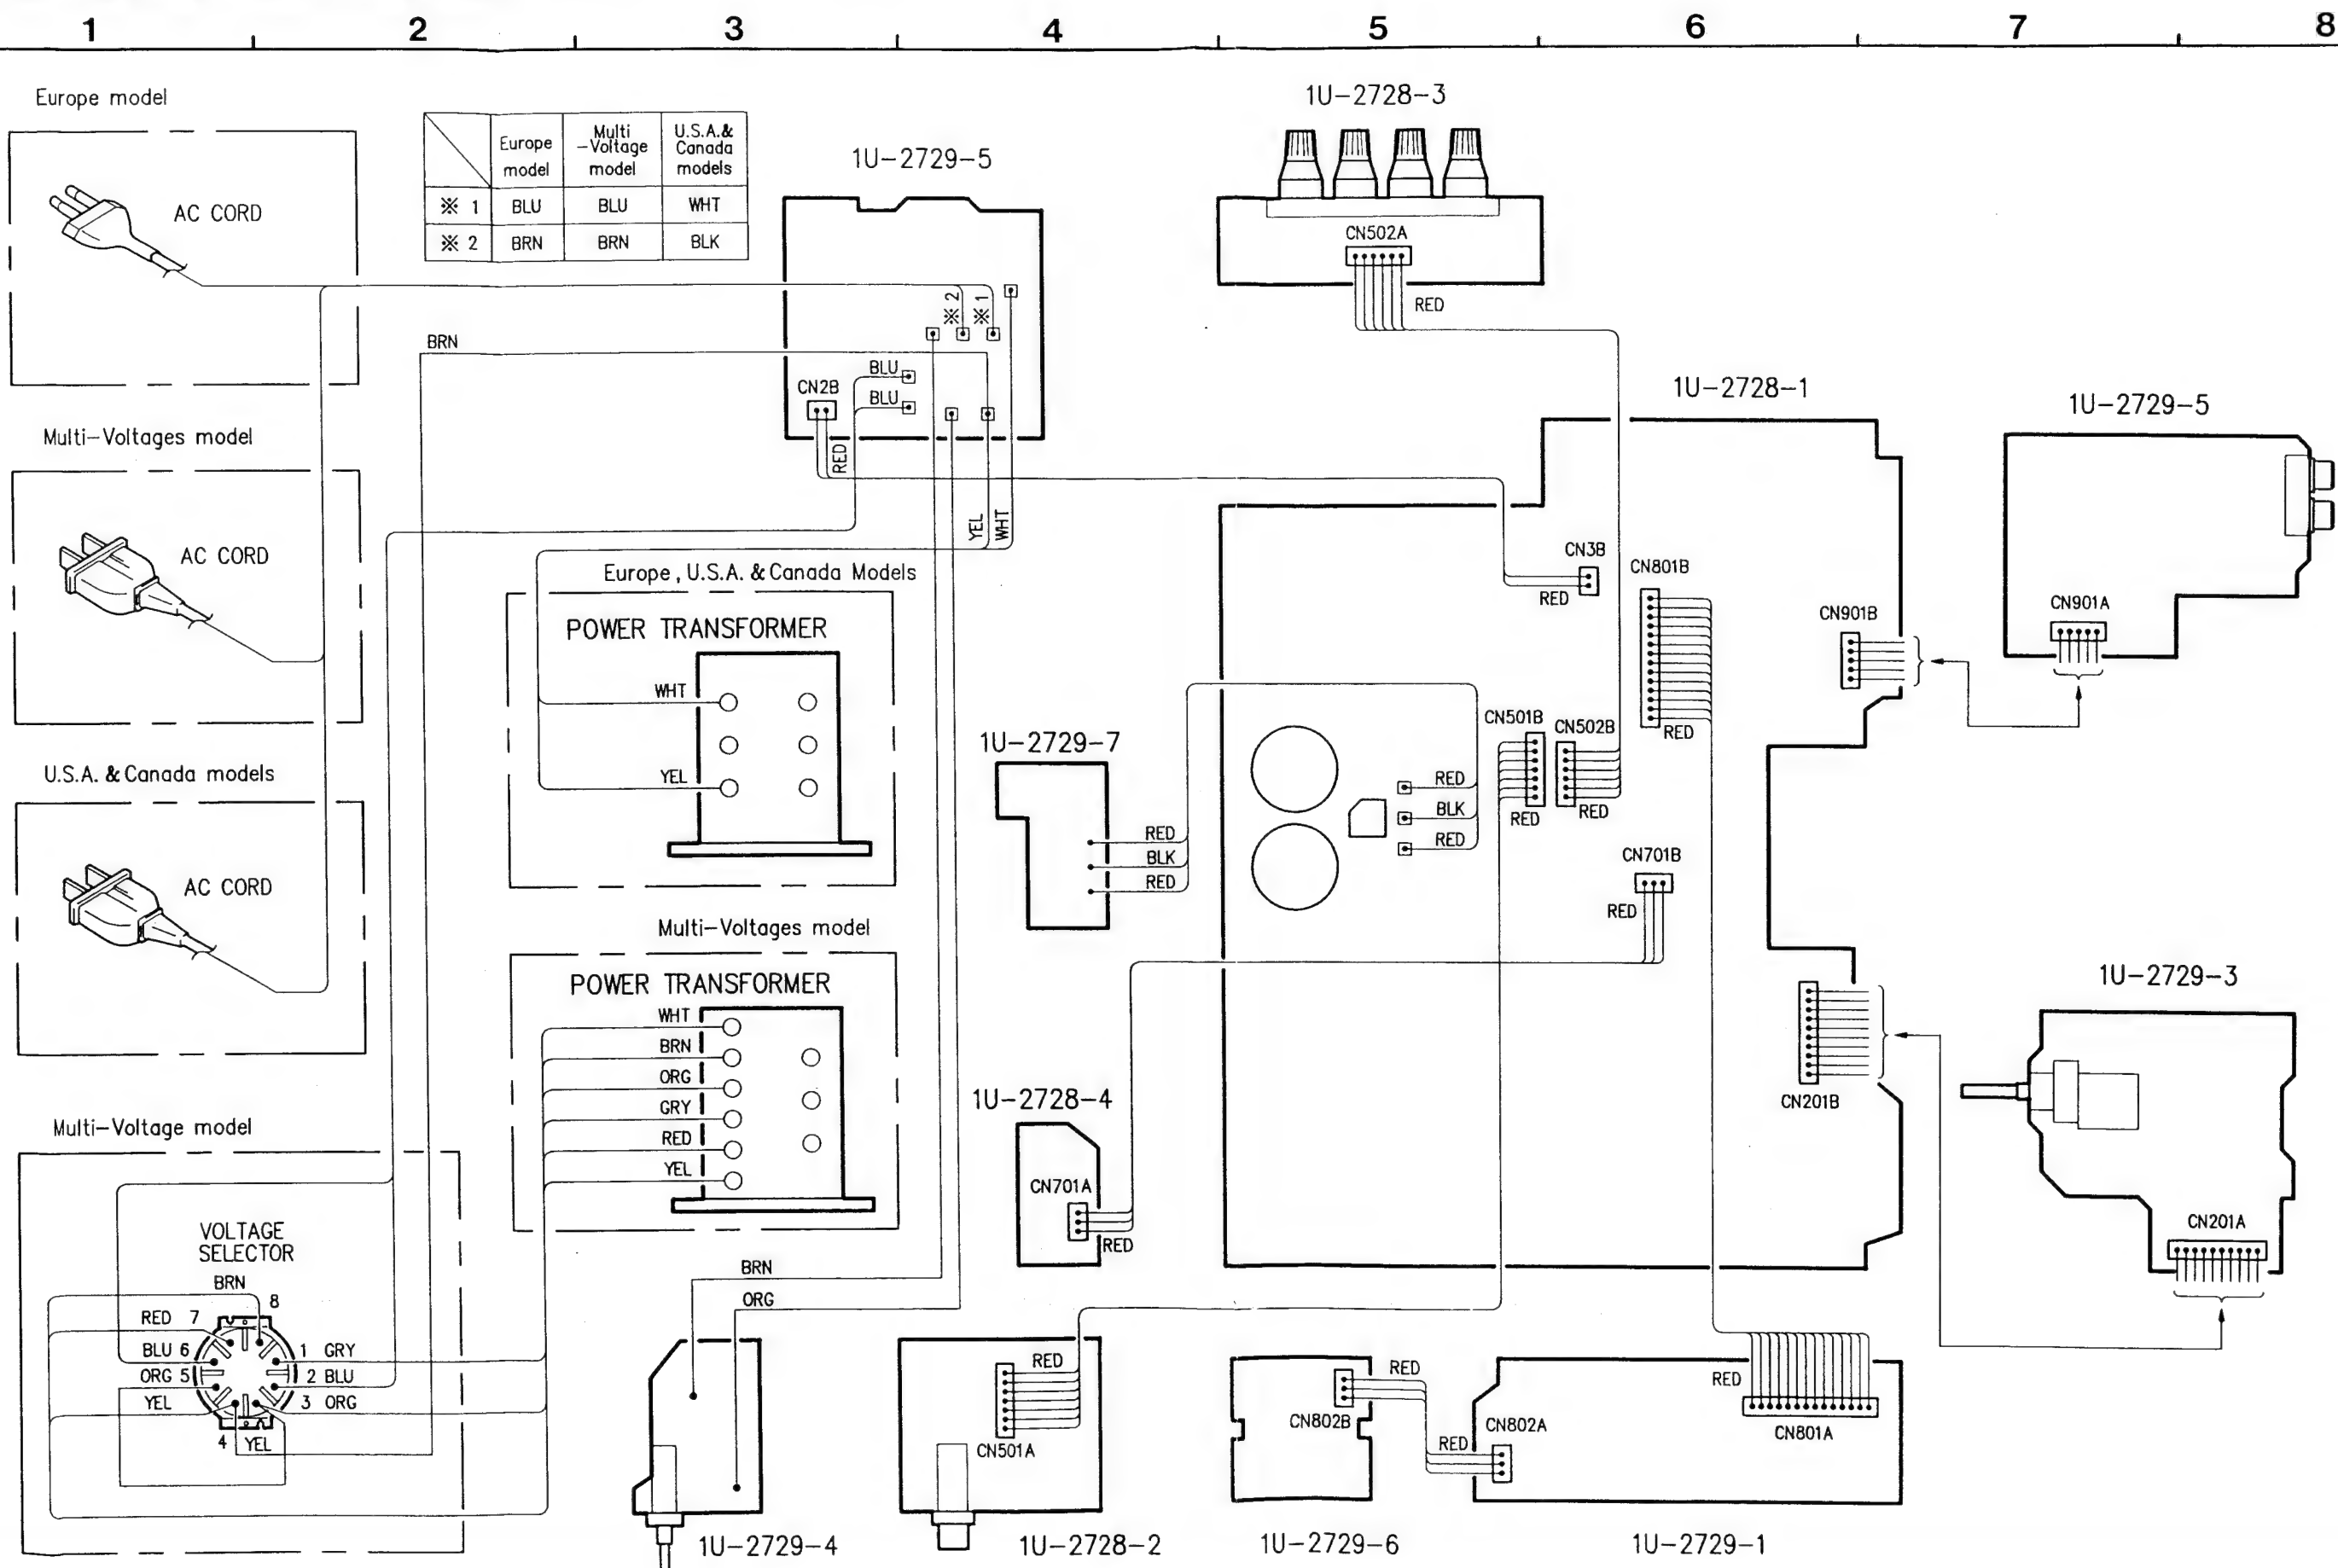 1 2 3 4 5 6 7 8
Europe model
AC CORD
Multi-Voltages model
AC CORD
U.S.A. & Canada models
AC CORD
Multi-Voltage model
VOLTAGE
SELECTOR
BRN
8
RED 7
BLU 6
ORG 5
YEL
4 YEL
1 GRY
2 BLU
3 ORG
Europe model
Multi -Voltage model
U.S.A.& Canada models
※ 1 BLU BLU WHT
※ 2 BRN BRN BLK
BRN
1U-2729-5
※ 2
※ 1
BLU
BLU
CN2B
RED
YEL
WHT
Europe, U.S.A. & Canada Models
POWER TRANSFORMER
WHT
YEL
Multi-Voltages model
POWER TRANSFORMER
WHT
BRN
ORG
GRY
RED
YEL
BRN
ORG
1U-2729-4
1U-2729-7
RED
BLK
RED
1U-2728-4
CN701A
RED
RED
CN501A
1U-2728-2
1U-2728-3
CN502A
RED
1U-2728-1
CN3B
RED
CN801B
RED
CN901B
CN501B
RED
CN502B
RED
RED
BLK
RED
CN701B
RED
CN201B
1U-2729-5
CN901A
1U-2729-3
CN201A
RED
CN802B
1U-2729-6
RED
CN802A
RED
CN801A
1U-2729-1